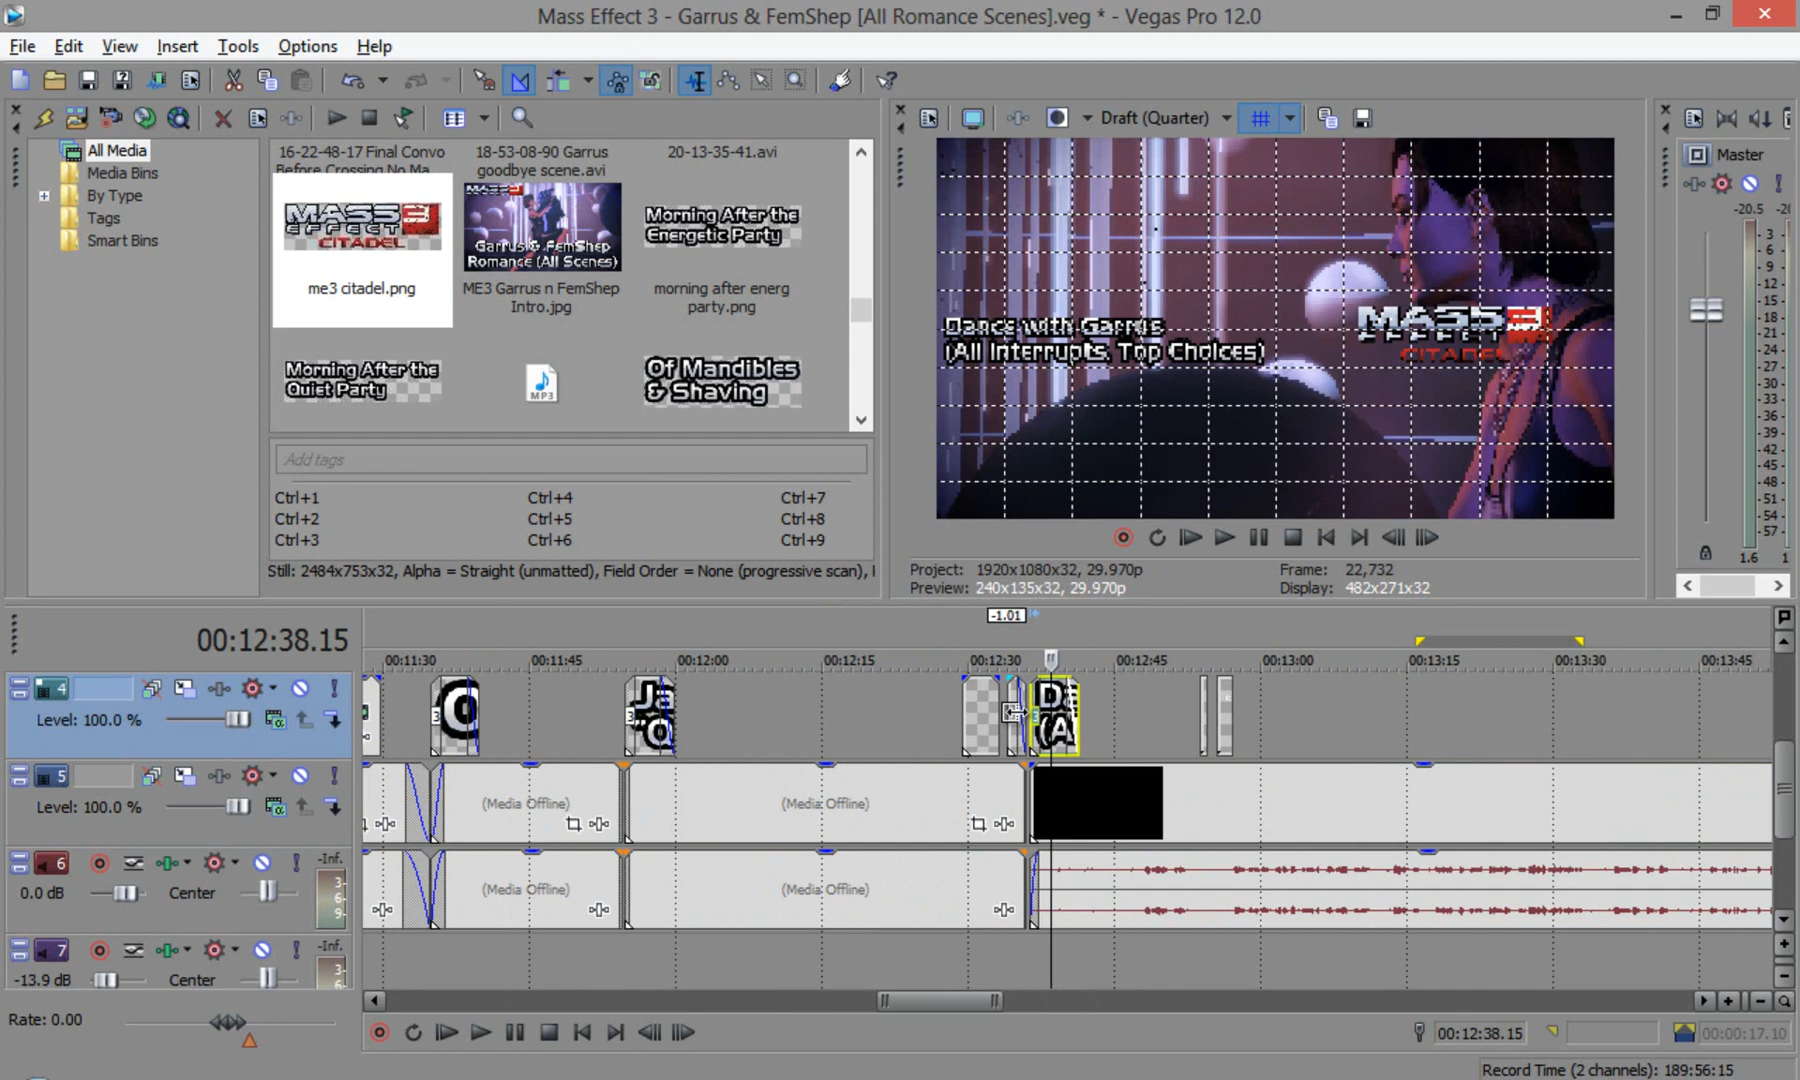 Mass Effect 3 - Garrus & FemShep [All Romance Scenes].veg * - Vegas Pro 12.0
File Edit View Insert Tools Options Help
Draft (Quarter)
Master
All Media
Media Bins
By Type
Tags
Smart Bins
16-22-48-17 Final Convo
Before Crossing No Ma...
18-53-08-90 Garrus
goodbye scene.avi
20-13-35-41.avi
MASS 3
EFFECT
CITADEL
me3 citadel.png
MASS 3
EFFECT
Garrus & FemShep
Romance (All Scenes)
ME3 Garrus n FemShep
Intro.jpg
Morning After the
Energetic Party
morning after energ
party.png
Morning After the
Quiet Party
MP3
Of Mandibles
& Shaving
Add tags
Ctrl+1 Ctrl+4 Ctrl+7
Ctrl+2 Ctrl+5 Ctrl+8
Ctrl+3 Ctrl+6 Ctrl+9
Still: 2484x753x32, Alpha = Straight (unmatted), Field Order = None (progressive scan),
Dance with Garrus
(All Interrupts, Top Choices)
MASS 3
EFFECT
CITADEL
Project: 1920x1080x32, 29.970p
Preview: 240x135x32, 29.970p
Frame: 22,732
Display: 482x271x32
-20.5
-3
6
9
12
15
18
21
24
27
30
33
36
39
42
45
48
51
54
57
1.6
-1.01
00:12:38.15
00:11:30 00:11:45 00:12:00 00:12:15 00:12:30 00:12:45 00:13:00 00:13:15 00:13:30 00:13:45
4
Level: 100.0 %
3 O
3 Ja
"O
3 D
(A
5
Level: 100.0 %
(Media Offline) (Media Offline)
6
-Inf.
0.0 dB Center
3
6
9
(Media Offline) (Media Offline)
7
-Inf.
-13.9 dB Center
3
6
Rate: 0.00
00:12:38.15
00:00:17.10
Record Time (2 channels): 189:56:15